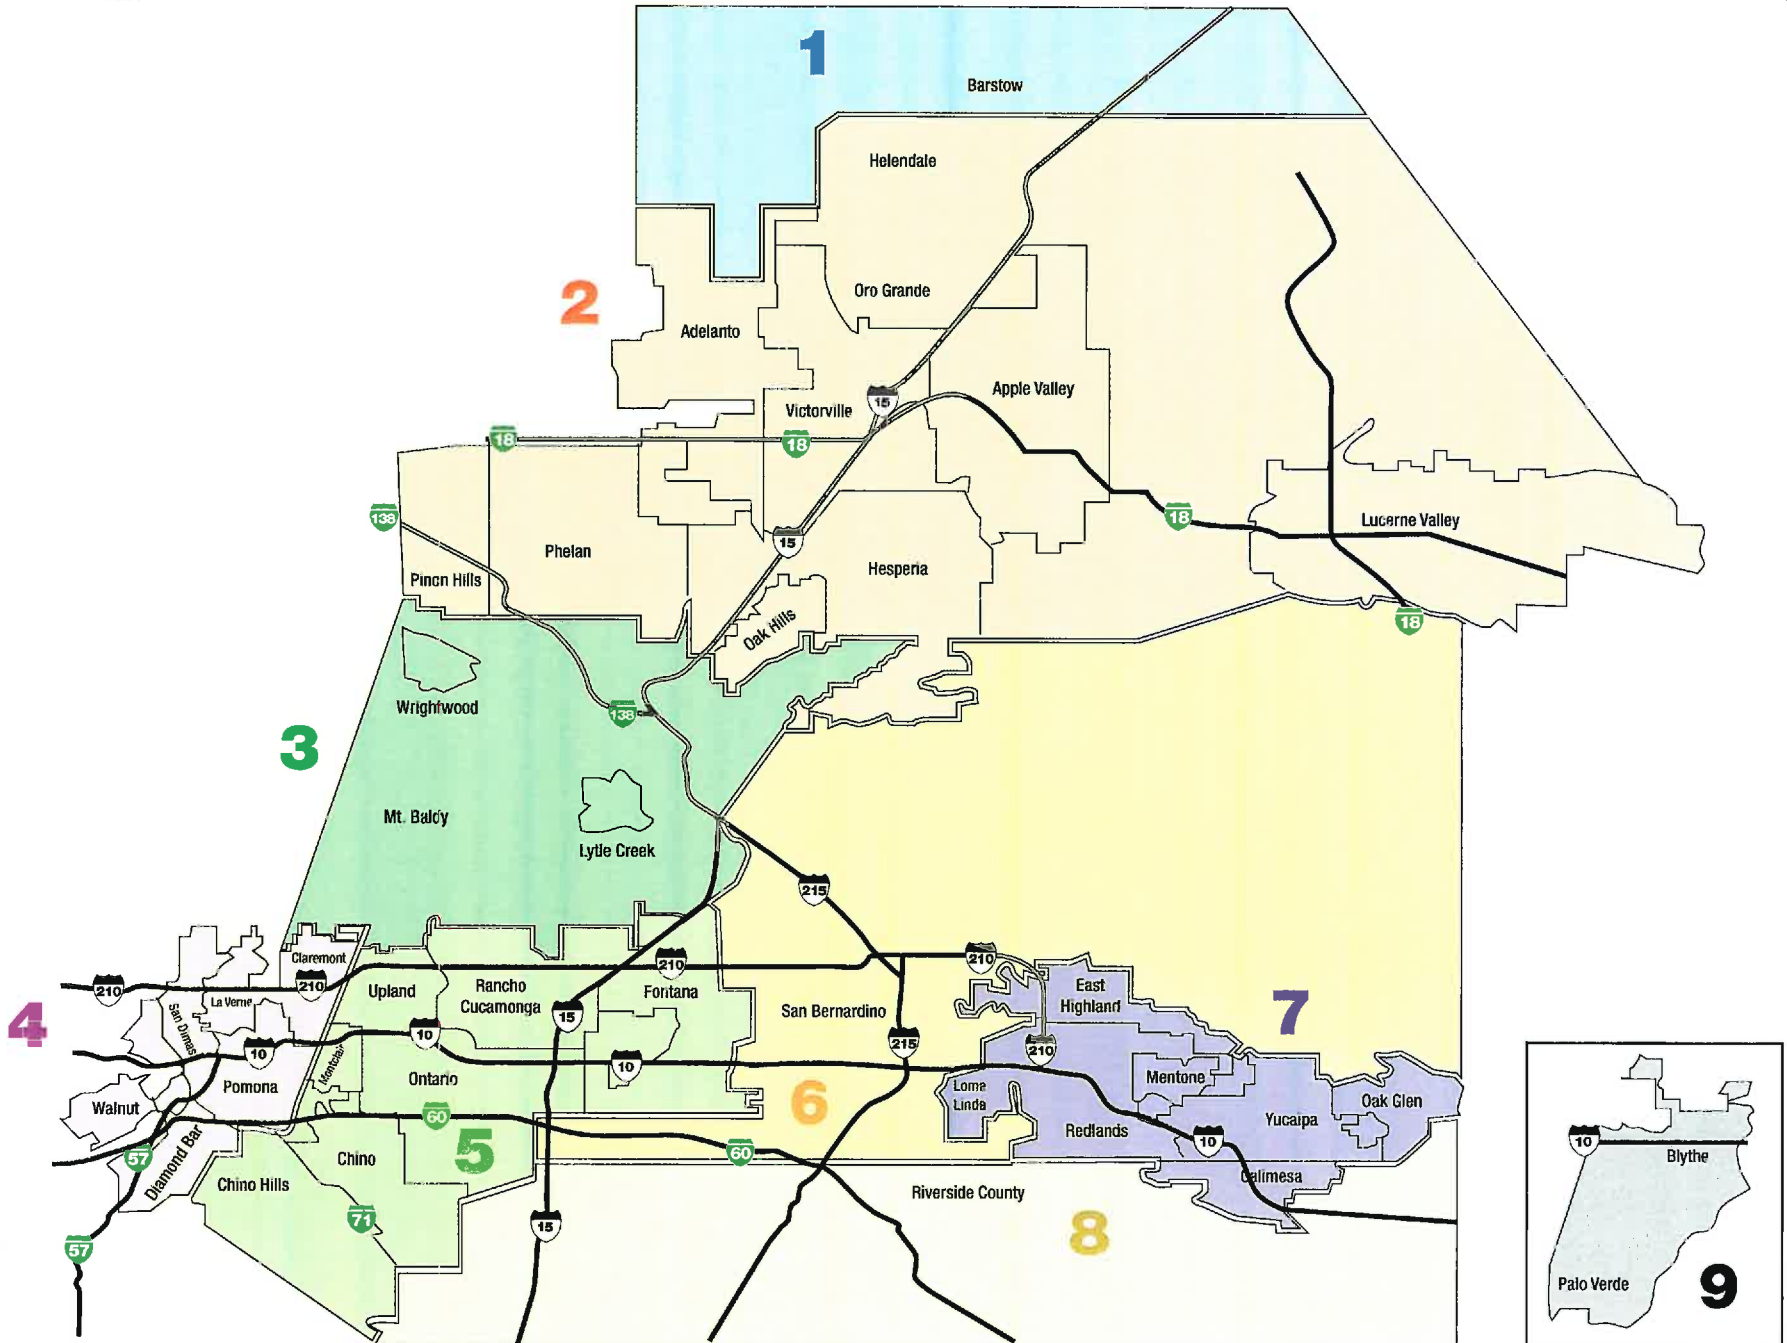 1
Barstow
Helendale
2
Oro Grande
Adelanto
Apple Valley
15
Victorville
18
18
138
18
Lucerne Valley
15
Phelan
Hesperia
Pinon Hills
Oak Hills
18
Wrightwood
138
3
Mt. Baldy
Lytle Creek
215
Claremont
210
210
210
210
Upland
Rancho
Cucamonga
Fontana
San Bernardino
East
Highland
7
La Verne
San Dimas
4
15
10
10
215
210
10
Montclair
Ontario
Pomona
Walnut
Loma
Linda
Mentone
Oak Glen
6
60
Yucaipa
Redlands
10
5
60
57
Diamond Bar
Chino
Chino Hills
Calimesa
Riverside County
71
15
8
57
10
Blythe
Palo Verde
9